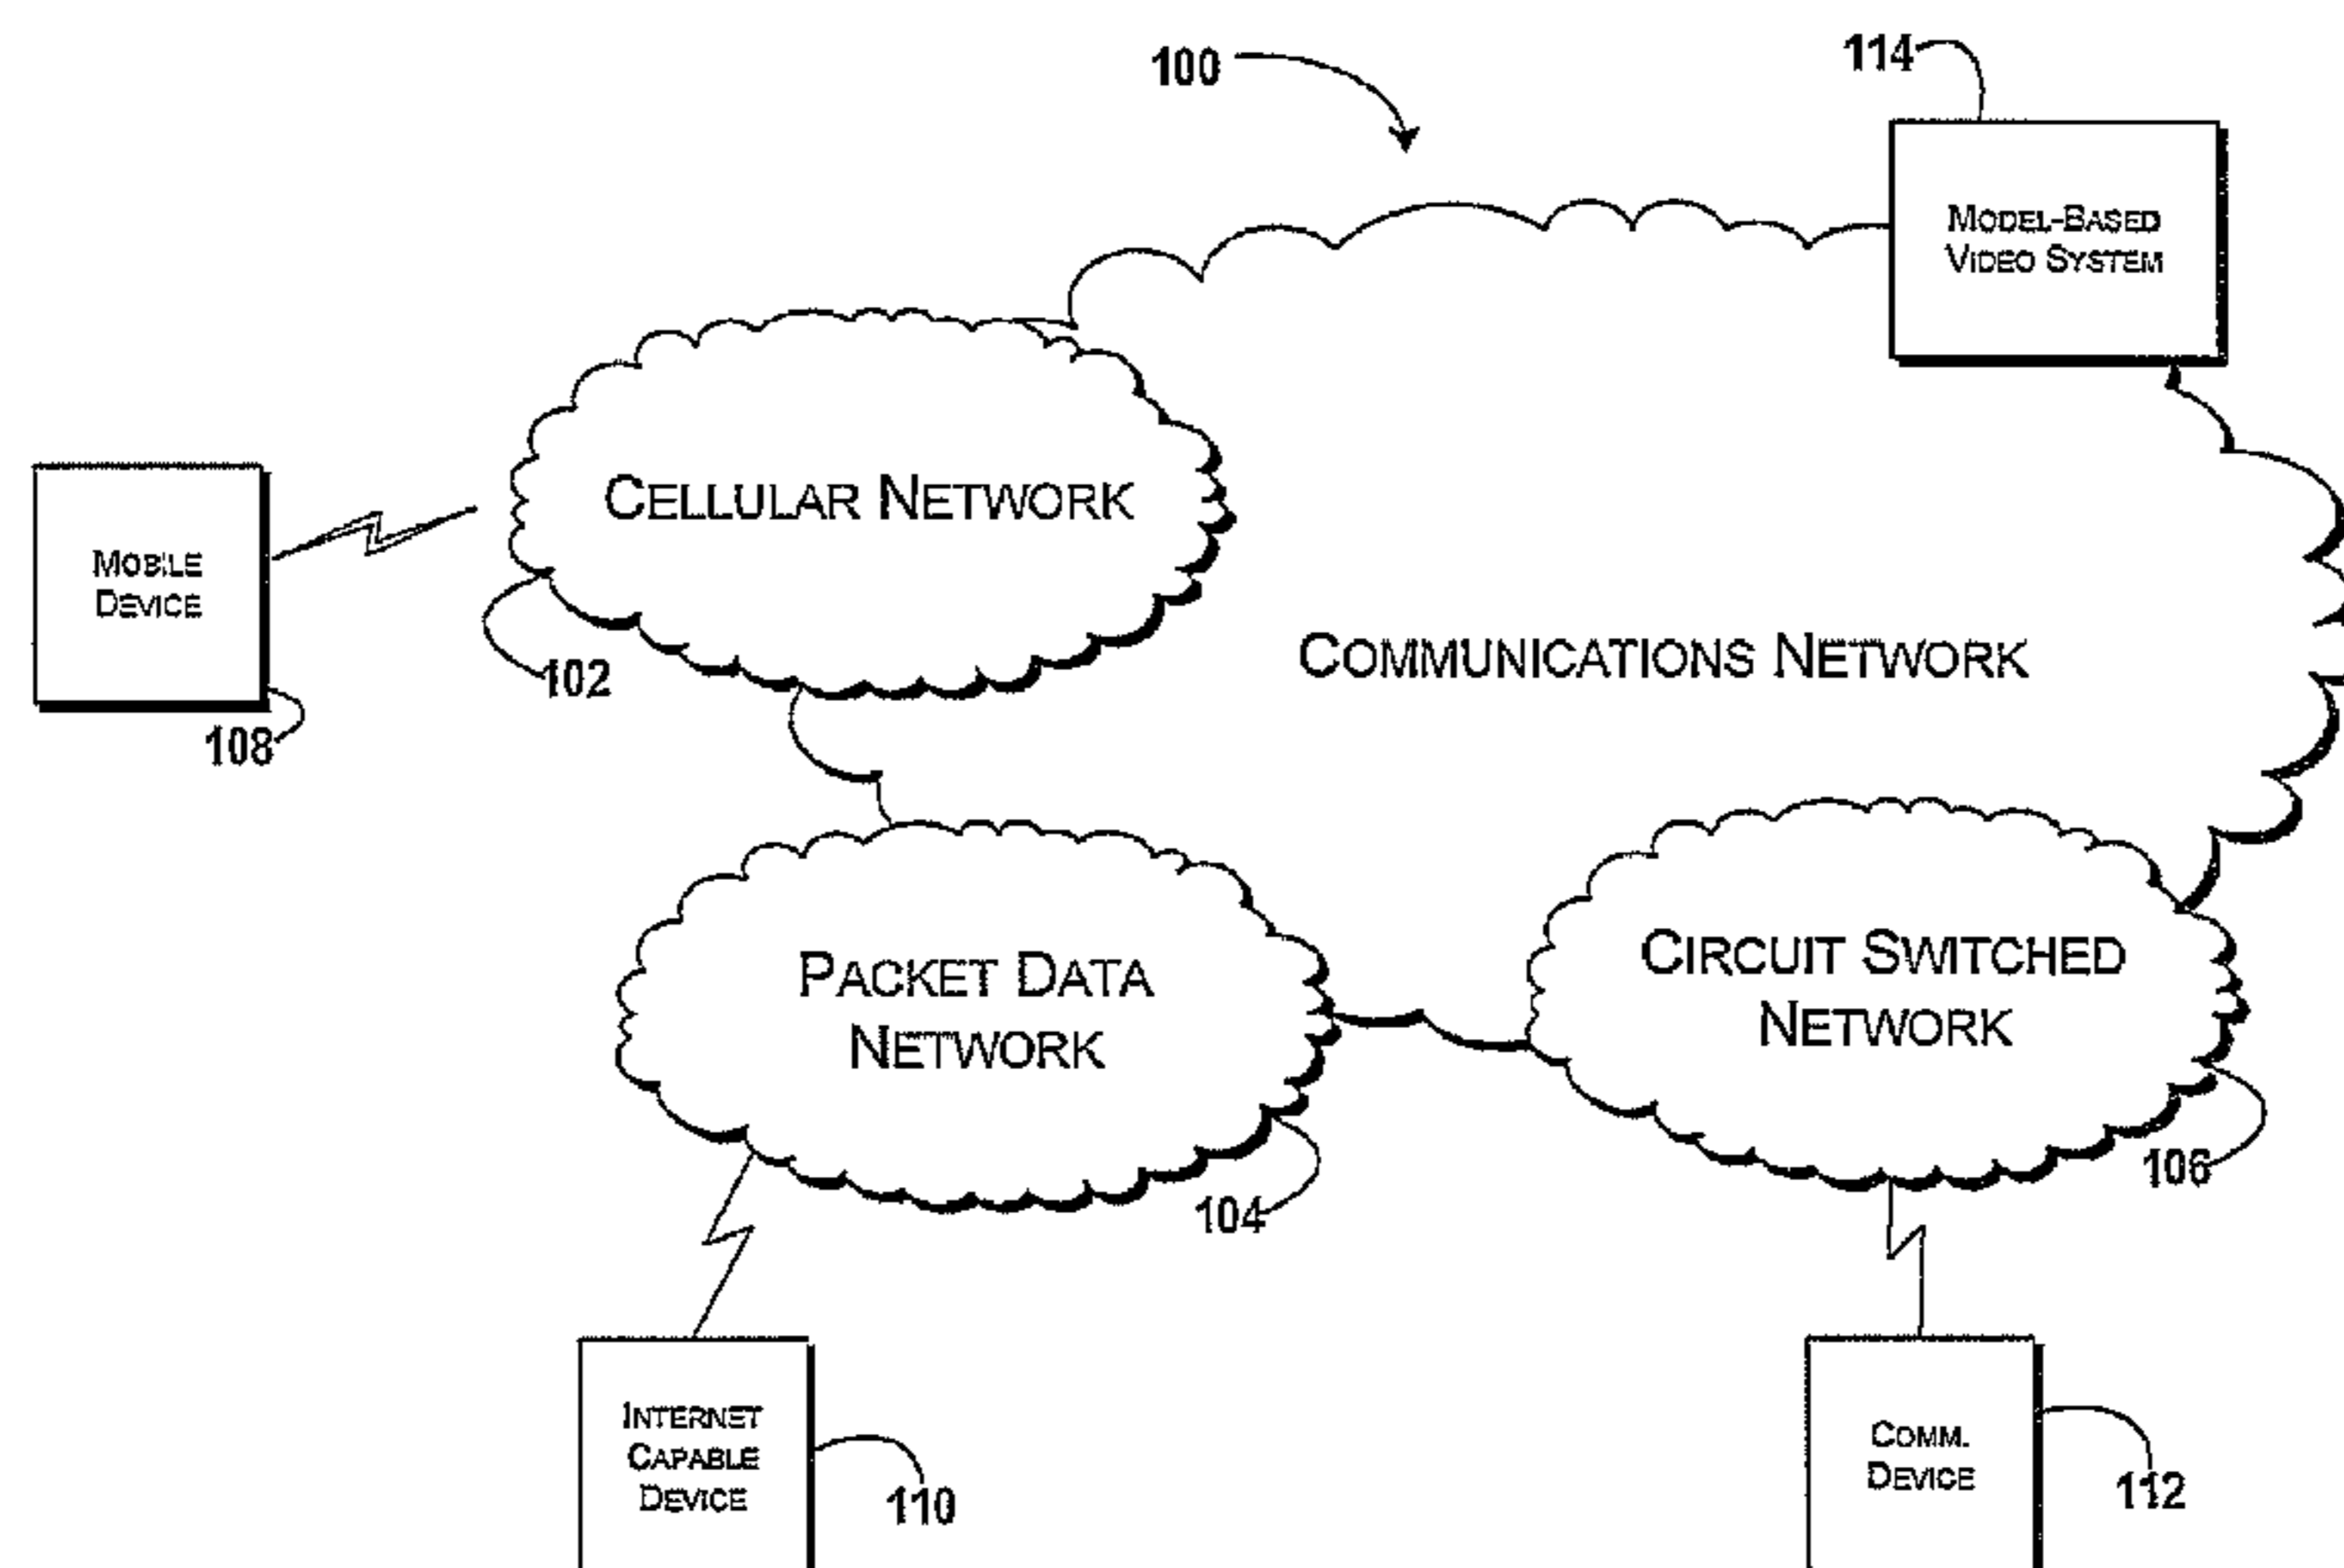 100
114
MODEL-BASED
VIDEO SYSTEM
CELLULAR NETWORK
MOBILE
DEVICE
102
108
COMMUNICATIONS NETWORK
PACKET DATA
NETWORK
CIRCUIT SWITCHED
NETWORK
104
106
INTERNET
CAPABLE
DEVICE
110
COMM.
DEVICE
112